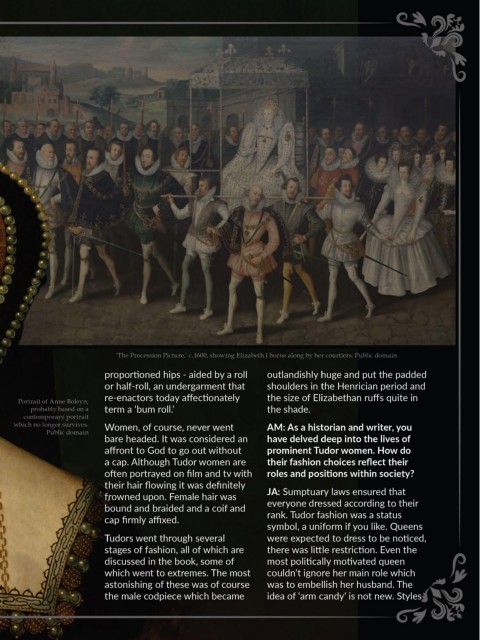 'The Procession Picture,' c.1600, showing Elizabeth I borne along by her courtiers. Public domain
Portrait of Anne Boleyn,
probably based on a
contemporary portrait
which no longer survives.
Public domain
proportioned hips - aided by a roll
or half-roll, an undergarment that
re-enactors today affectionately
term a 'bum roll.'
Women, of course, never went
bare headed. It was considered an
affront to God to go out without
a cap. Although Tudor women are
often portrayed on film and tv with
their hair flowing it was definitely
frowned upon. Female hair was
bound and braided and a coif and
cap firmly affixed.
Tudors went through several
stages of fashion, all of which are
discussed in the book, some of
which went to extremes. The most
astonishing of these was of course
the male codpiece which became
outlandishly huge and put the padded
shoulders in the Henrician period and
the size of Elizabethan ruffs quite in
the shade.
AM: As a historian and writer, you
have delved deep into the lives of
prominent Tudor women. How do
their fashion choices reflect their
roles and positions within society?
JA: Sumptuary laws ensured that
everyone dressed according to their
rank. Tudor fashion was a status
symbol, a uniform if you like. Queens
were expected to dress to be noticed,
there was little restriction. Even the
most politically motivated queen
couldn't ignore her main role which
was to embellish her husband. The
idea of 'arm candy' is not new. Styles